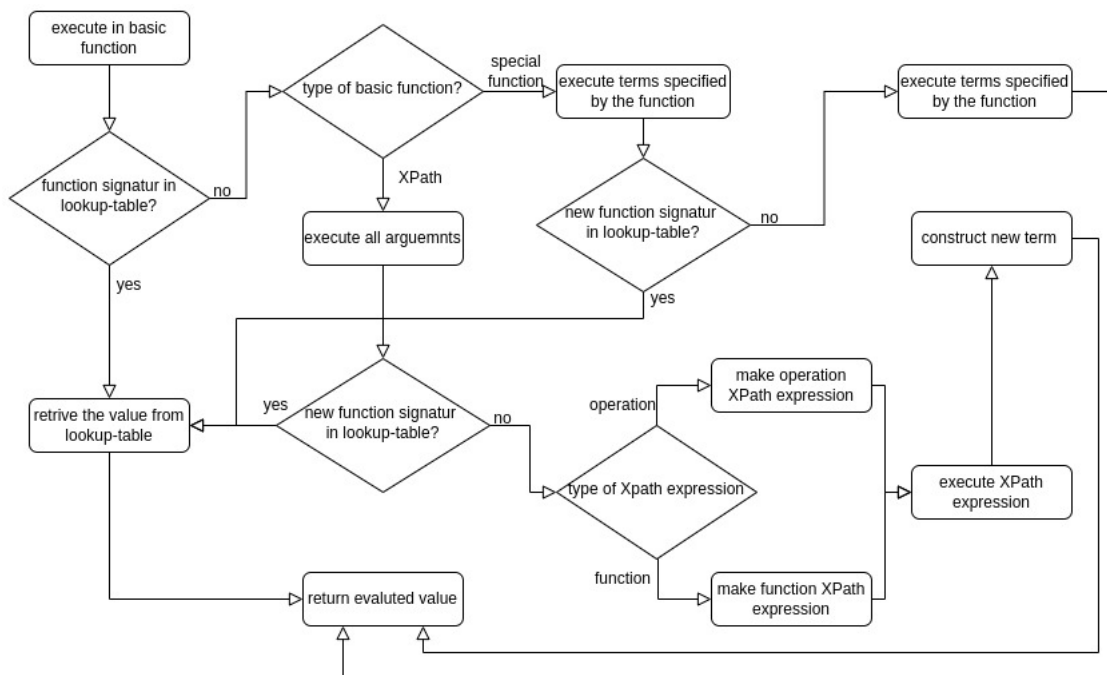 execute in basic
function
type of basic function?
special
function
execute terms specified
by the function
execute terms specified
by the function
function signatur in
lookup-table?
no
XPath
new function signatur
in lookup-table?
no
execute all arguemnts
construct new term
yes
yes
make operation
XPath expression
operation
retrive the value from
lookup-table
yes
new function signatur
in lookup-table?
no
type of Xpath expression
execute XPath
expression
function
make function XPath
expression
return evaluted value